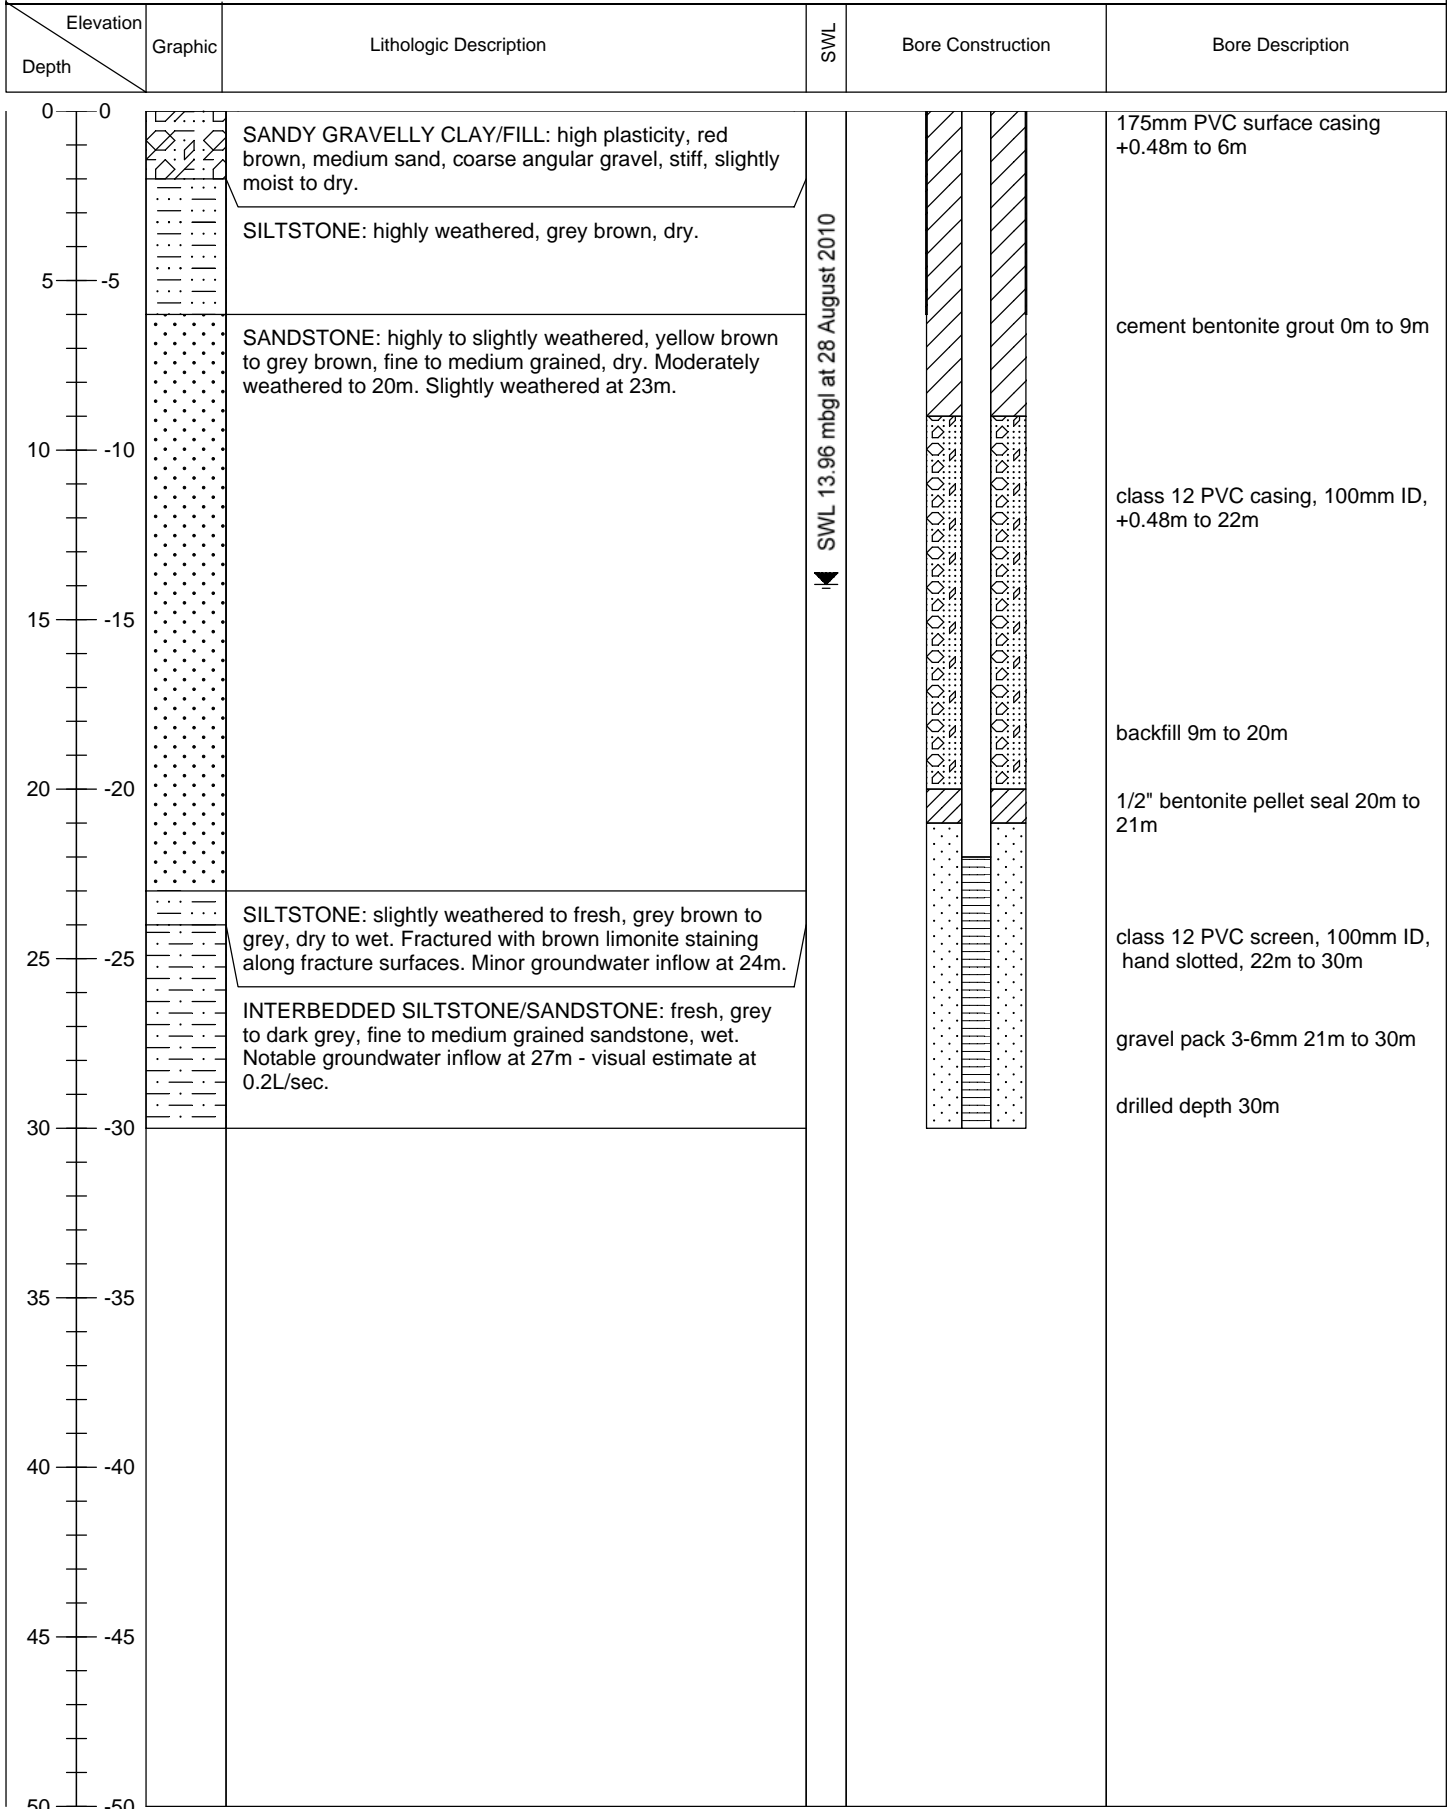 Elevation
Depth
Graphic
Lithologic Description
SWL
Bore Construction
Bore Description
0 0
SANDY GRAVELLY CLAY/FILL: high plasticity, red
brown, medium sand, coarse angular gravel, stiff, slightly
moist to dry.
175mm PVC surface casing
+0.48m to 6m
SILTSTONE: highly weathered, grey brown, dry.
5 -5
SWL 13.96 mbgl at 28 August 2010
SANDSTONE: highly to slightly weathered, yellow brown
to grey brown, fine to medium grained, dry. Moderately
weathered to 20m. Slightly weathered at 23m.
cement bentonite grout 0m to 9m
10 -10
class 12 PVC casing, 100mm ID,
+0.48m to 22m
15 -15
backfill 9m to 20m
20 -20
1/2" bentonite pellet seal 20m to
21m
SILTSTONE: slightly weathered to fresh, grey brown to
grey, dry to wet. Fractured with brown limonite staining
along fracture surfaces. Minor groundwater inflow at 24m.
class 12 PVC screen, 100mm ID,
hand slotted, 22m to 30m
25 -25
INTERBEDDED SILTSTONE/SANDSTONE: fresh, grey
to dark grey, fine to medium grained sandstone, wet.
Notable groundwater inflow at 27m - visual estimate at
0.2L/sec.
gravel pack 3-6mm 21m to 30m
drilled depth 30m
30 -30
35 -35
40 -40
45 -45
50 -50